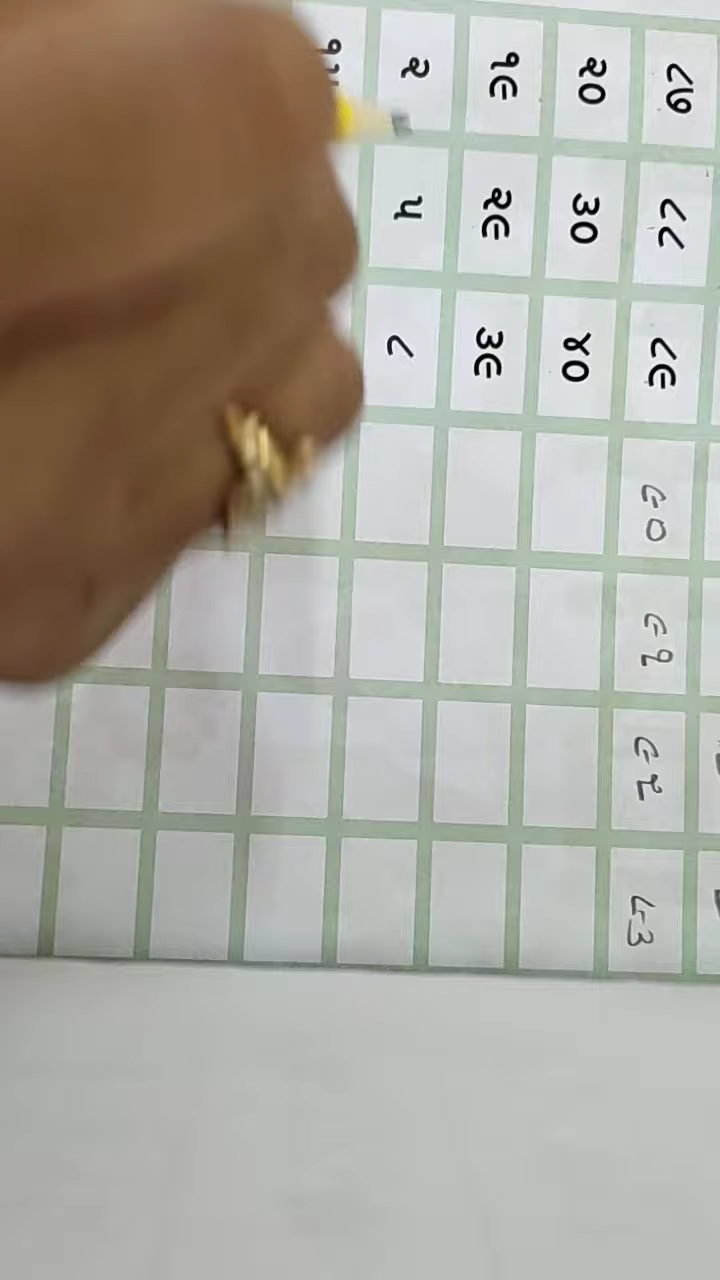 ૮૭ ૮૮ ૮૯ ૯૦ ૯૧ ૯૨ ૯૩
૨૦ ૩૦ ૪૦
૧૯ ૨૯ ૩૯
૨ ૫ ૮